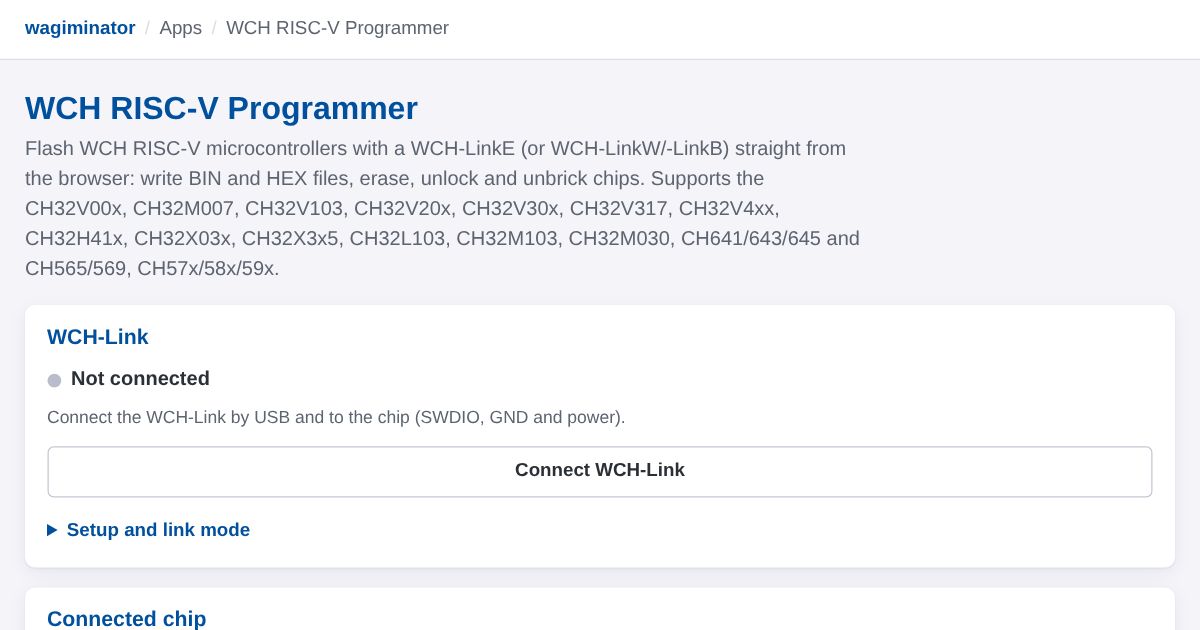 wagiminator / Apps / WCH RISC-V Programmer
WCH RISC-V Programmer
Flash WCH RISC-V microcontrollers with a WCH-LinkE (or WCH-LinkW/-LinkB) straight from
the browser: write BIN and HEX files, erase, unlock and unbrick chips. Supports the
CH32V00x, CH32M007, CH32V103, CH32V20x, CH32V30x, CH32V317, CH32V4xx,
CH32H41x, CH32X03x, CH32X3x5, CH32L103, CH32M103, CH32M030, CH641/643/645 and
CH565/569, CH57x/58x/59x.
WCH-Link
Not connected
Connect the WCH-Link by USB and to the chip (SWDIO, GND and power).
Connect WCH-Link
Setup and link mode
Connected chip